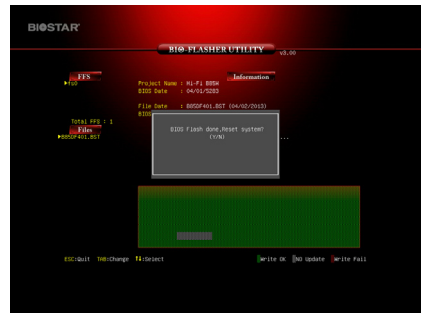 BIOSTAR
BIO-FLASHER UTILITY v3.00
FFS
Information
▶fs0
Project Name : Hi-Fi B85W
BIOS Date : 04/01/5283
File Date : B85DF401.BST (04/02/2013)
BIOS
Total FFS : 1
Files
▶B85DF401.BST
BIOS Flash done.Reset system?
(Y/N)
...
ESC:Quit TAB:Change ↑↓:Select
Write OK NO Update Write Fail